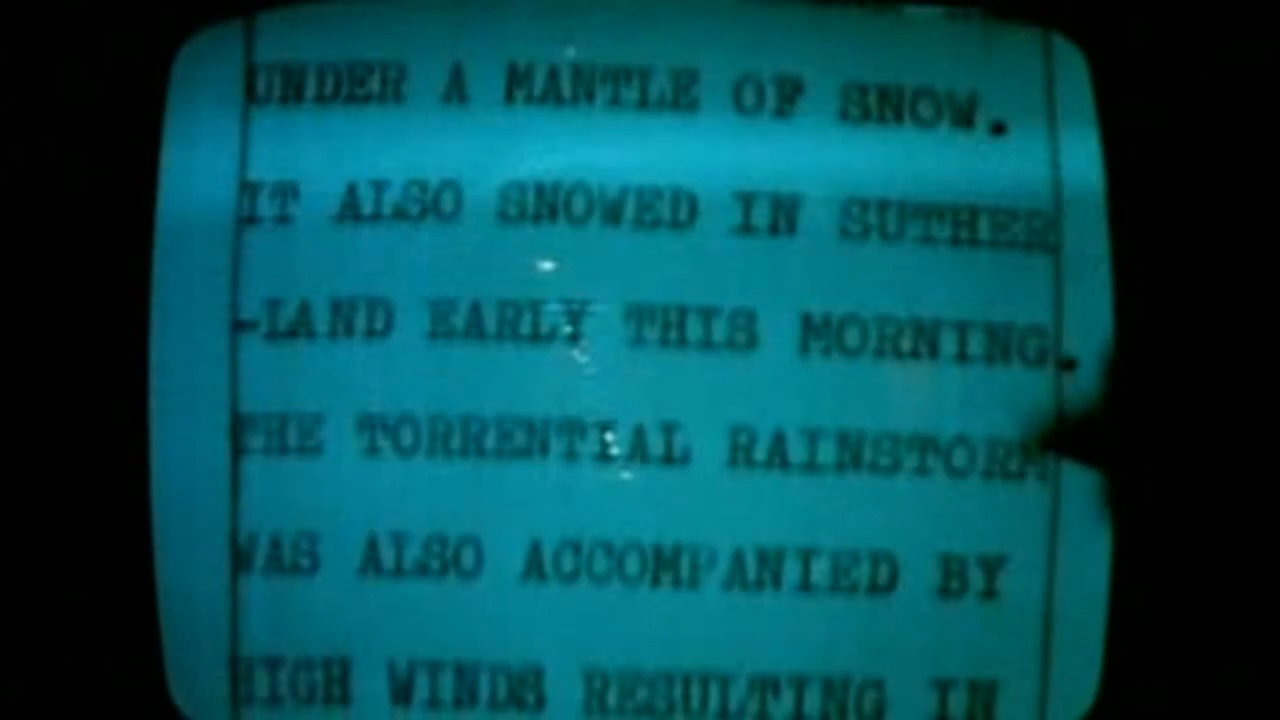 UNDER A MANTLE OF SNOW.
IT ALSO SNOWED IN SUTHER
-LAND EARLY THIS MORNING.
THE TORRENTIAL RAINSTORM
WAS ALSO ACCOMPANIED BY
HIGH WINDS RESULTING IN